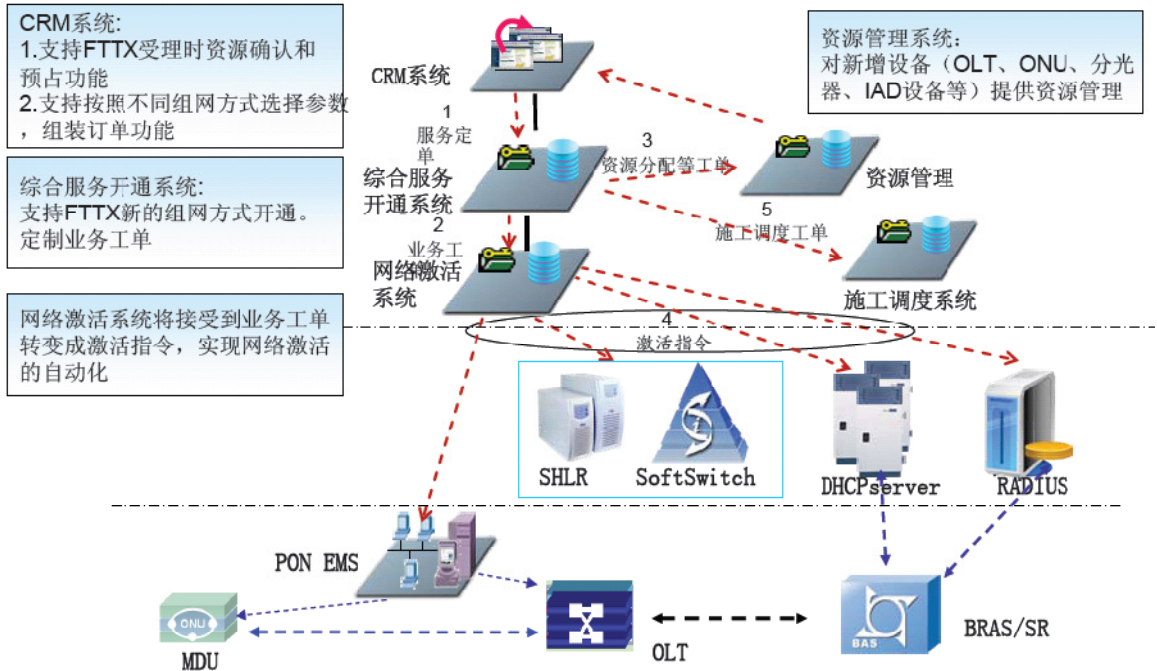 CRM系统:
1.支持FTTX受理时资源确认和
预占功能
2.支持按照不同组网方式选择参数
，组装订单功能
综合服务开通系统:
支持FTTX新的组网方式开通。
定制业务工单
网络激活系统将接受到业务工单
转变成激活指令，实现网络激活
的自动化
资源管理系统:
对新增设备（OLT、ONU、分光
器、IAD设备等）提供资源管理
CRM系统
1
服务定
单
3
资源分配等工单
综合服务
开通系统
资源管理
5
施工调度工单
2
业务工
网络激活
系统
施工调度系统
4
激活指令
SHLR
SoftSwitch
DHCPserver
RADIUS
PON EMS
ONU
MDU
OLT
BAS
BRAS/SR